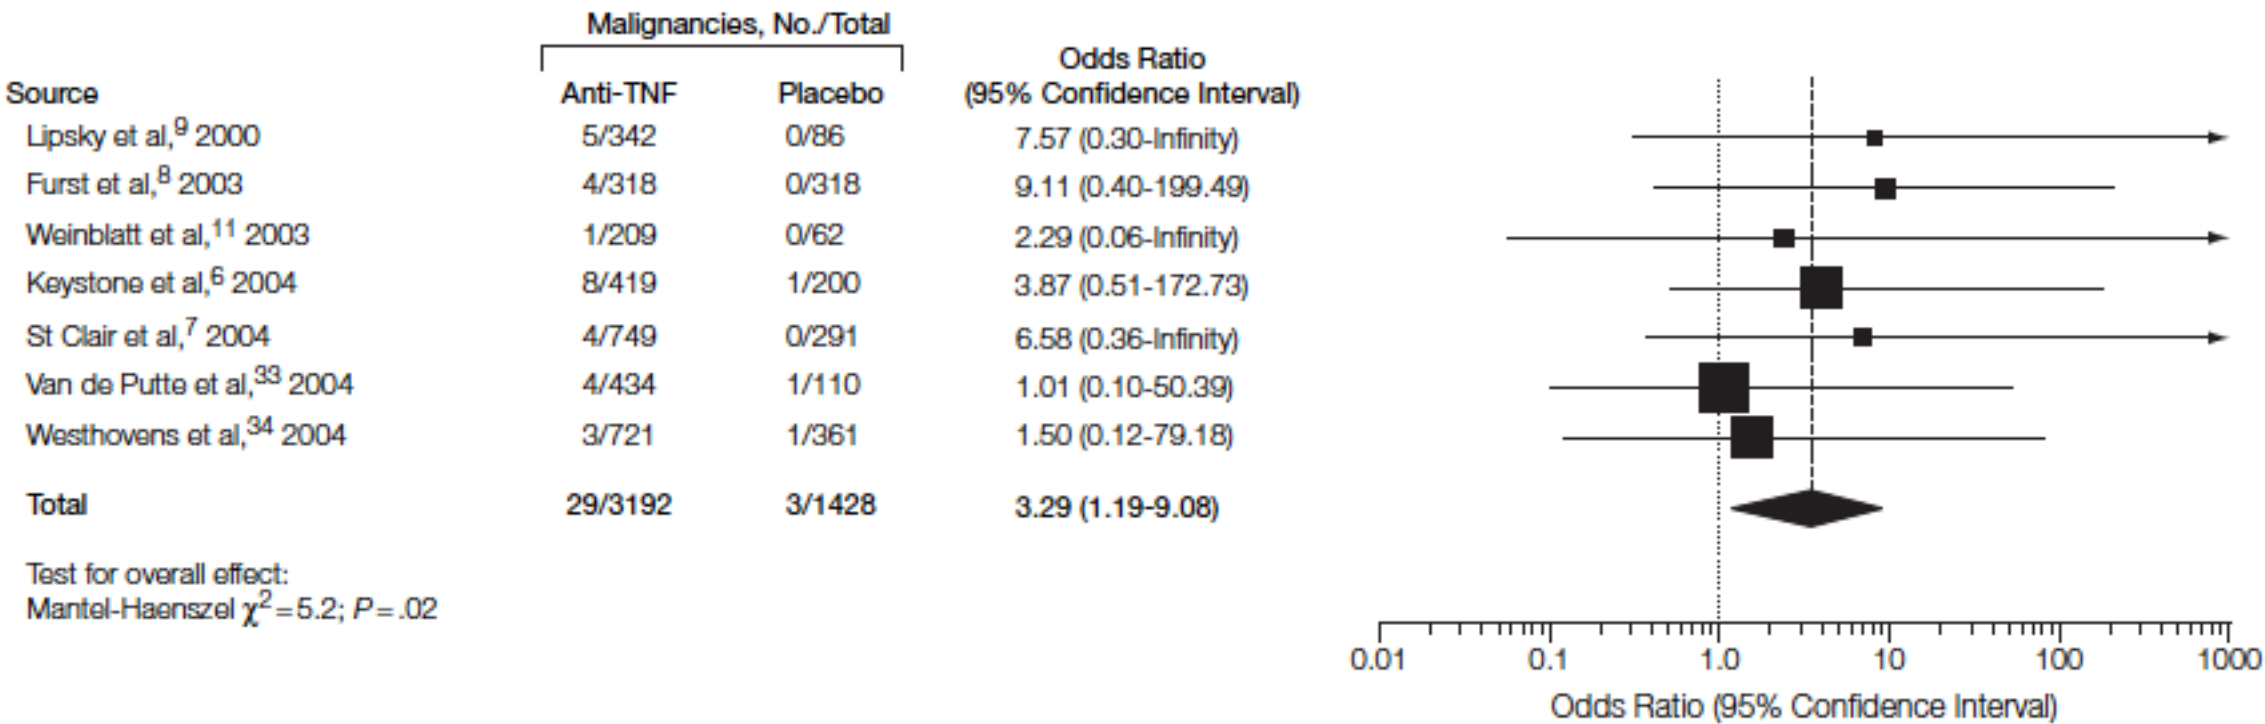 Malignancies, No./Total
Odds Ratio
Source Anti-TNF Placebo (95% Confidence Interval)
Lipsky et al,9 2000 5/342 0/86 7.57 (0.30-Infinity)
Furst et al,8 2003 4/318 0/318 9.11 (0.40-199.49)
Weinblatt et al,11 2003 1/209 0/62 2.29 (0.06-Infinity)
Keystone et al,6 2004 8/419 1/200 3.87 (0.51-172.73)
St Clair et al,7 2004 4/749 0/291 6.58 (0.36-Infinity)
Van de Putte et al,33 2004 4/434 1/110 1.01 (0.10-50.39)
Westhovens et al,34 2004 3/721 1/361 1.50 (0.12-79.18)
Total 29/3192 3/1428 3.29 (1.19-9.08)
Test for overall effect:
Mantel-Haenszel χ2=5.2; P=.02
0.01 0.1 1.0 10 100 1000
Odds Ratio (95% Confidence Interval)